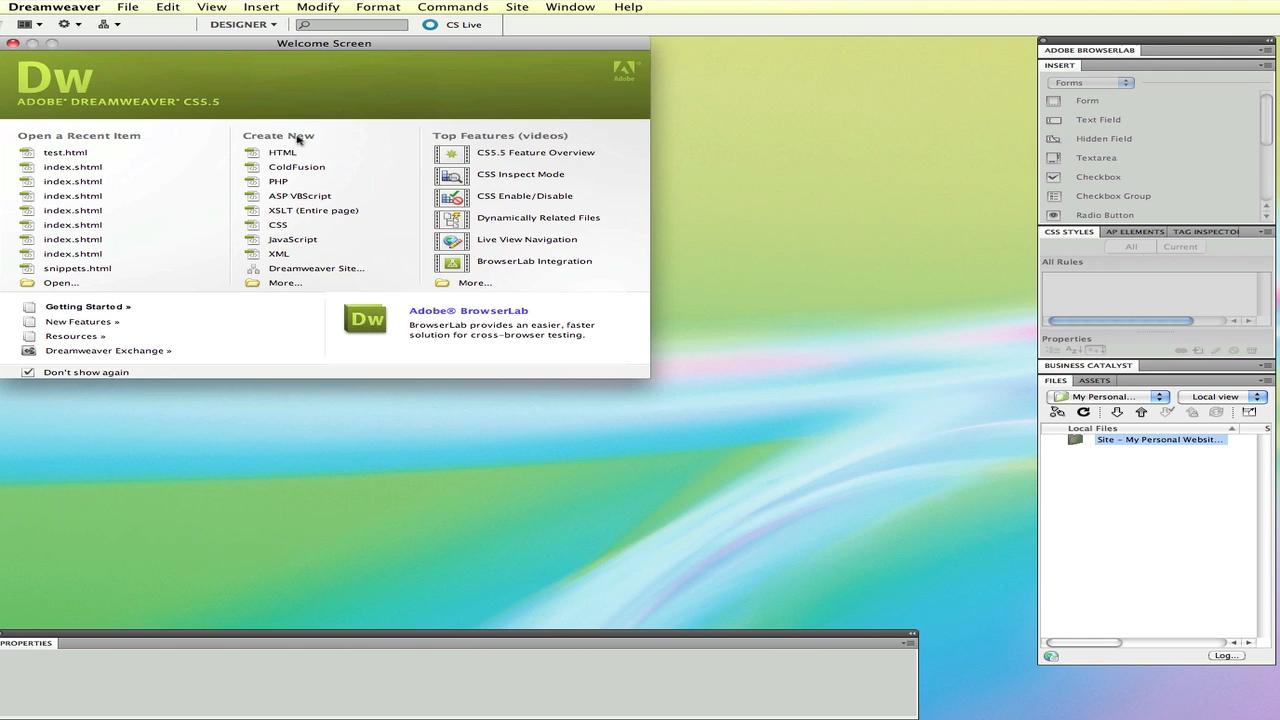 Dreamweaver File Edit View Insert Modify Format Commands Site Window Help
DESIGNER CS Live
Welcome Screen
Dw
Adobe
ADOBE® DREAMWEAVER® CS5.5
Open a Recent Item
test.html
index.shtml
index.shtml
index.shtml
index.shtml
index.shtml
index.shtml
index.shtml
snippets.html
Open...
Create New
HTML
ColdFusion
PHP
ASP VBScript
XSLT (Entire page)
CSS
JavaScript
XML
Dreamweaver Site...
More...
Top Features (videos)
CS5.5 Feature Overview
CSS Inspect Mode
CSS Enable/Disable
Dynamically Related Files
Live View Navigation
BrowserLab Integration
More...
Getting Started »
New Features »
Resources »
Dreamweaver Exchange »
Dw
Adobe® BrowserLab
BrowserLab provides an easier, faster
solution for cross-browser testing.
Don't show again
ADOBE BROWSERLAB
INSERT
Forms
Form
Text Field
Hidden Field
Textarea
Checkbox
Checkbox Group
Radio Button
CSS STYLES AP ELEMENTS TAG INSPECTOR
All Current
All Rules
Properties
BUSINESS CATALYST
FILES ASSETS
My Personal... Local view
Local Files S
Site - My Personal Websit...
Log...
PROPERTIES